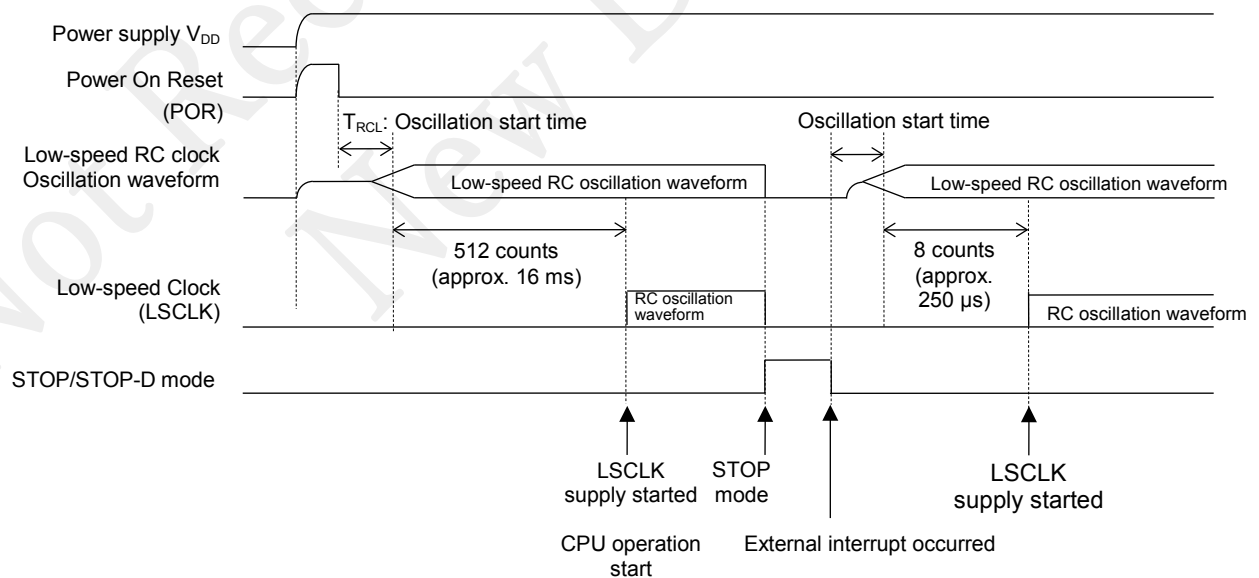 Power supply VDD
Power On Reset
(POR)
TRCL: Oscillation start time
Oscillation start time
Low-speed RC clock
Oscillation waveform
Low-speed RC oscillation waveform
Low-speed RC oscillation waveform
512 counts
(approx. 16 ms)
8 counts
(approx.
250 µs)
Low-speed Clock
(LSCLK)
RC oscillation
waveform
RC oscillation waveform
STOP/STOP-D mode
LSCLK
supply started
STOP
mode
LSCLK
supply started
CPU operation
start
External interrupt occurred